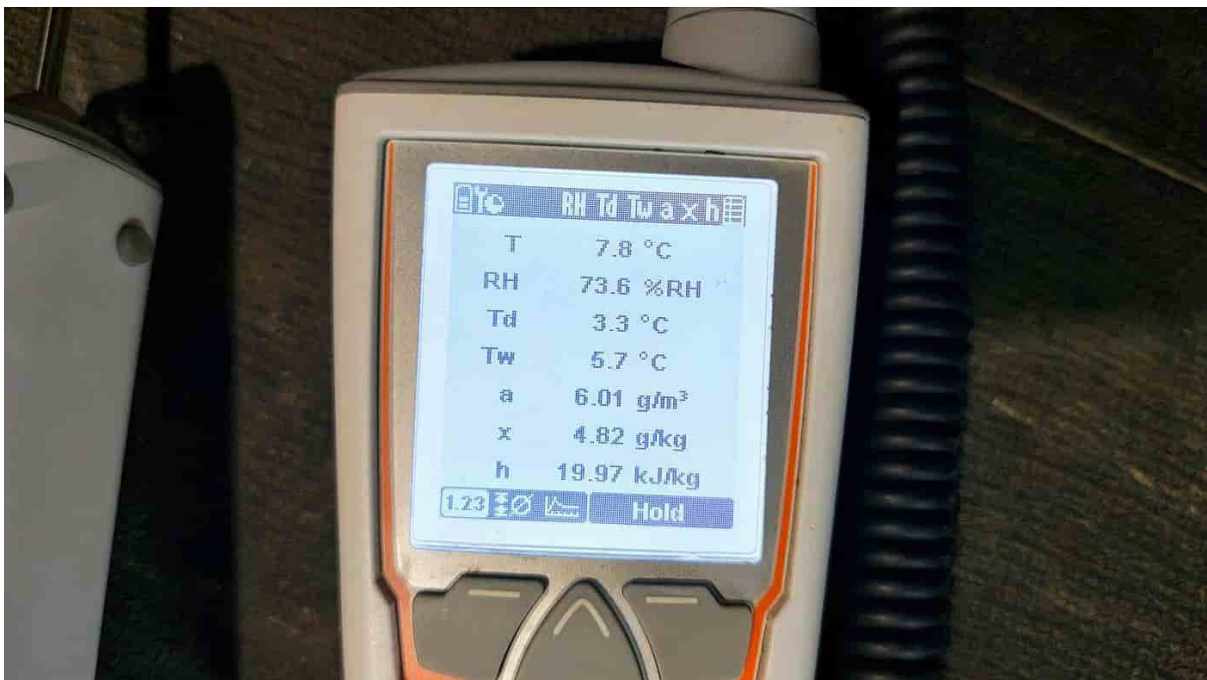 RH Td Tw a x h
T 7.8 °C
RH 73.6 %RH
Td 3.3 °C
Tw 5.7 °C
a 6.01 g/m³
x 4.82 g/kg
h 19.97 kJ/kg
1.23 Hold